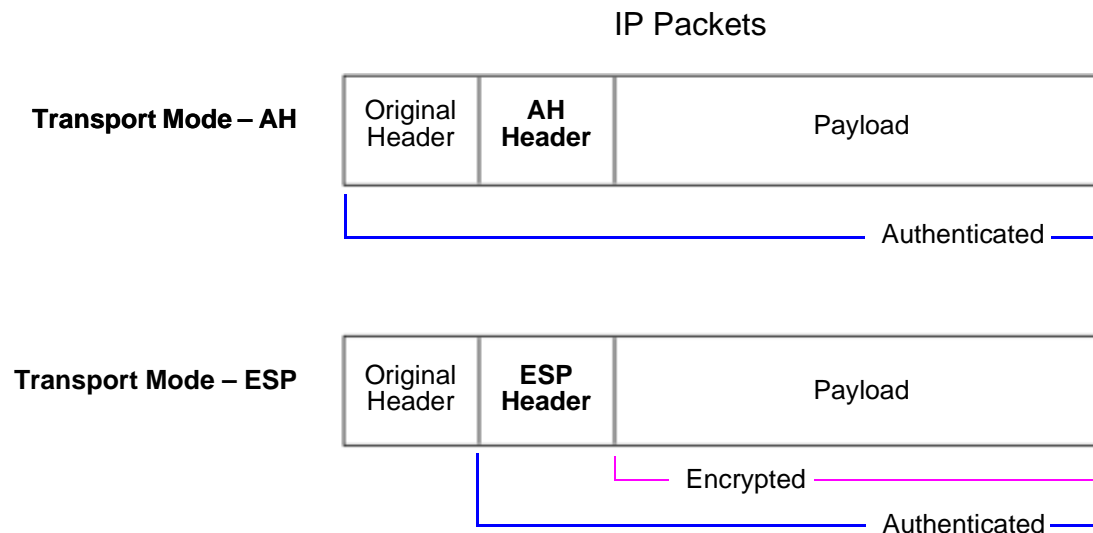 IP Packets
Transport Mode – AH
Original
Header
AH
Header
Payload
Authenticated
Transport Mode – ESP
Original
Header
ESP
Header
Payload
Encrypted
Authenticated